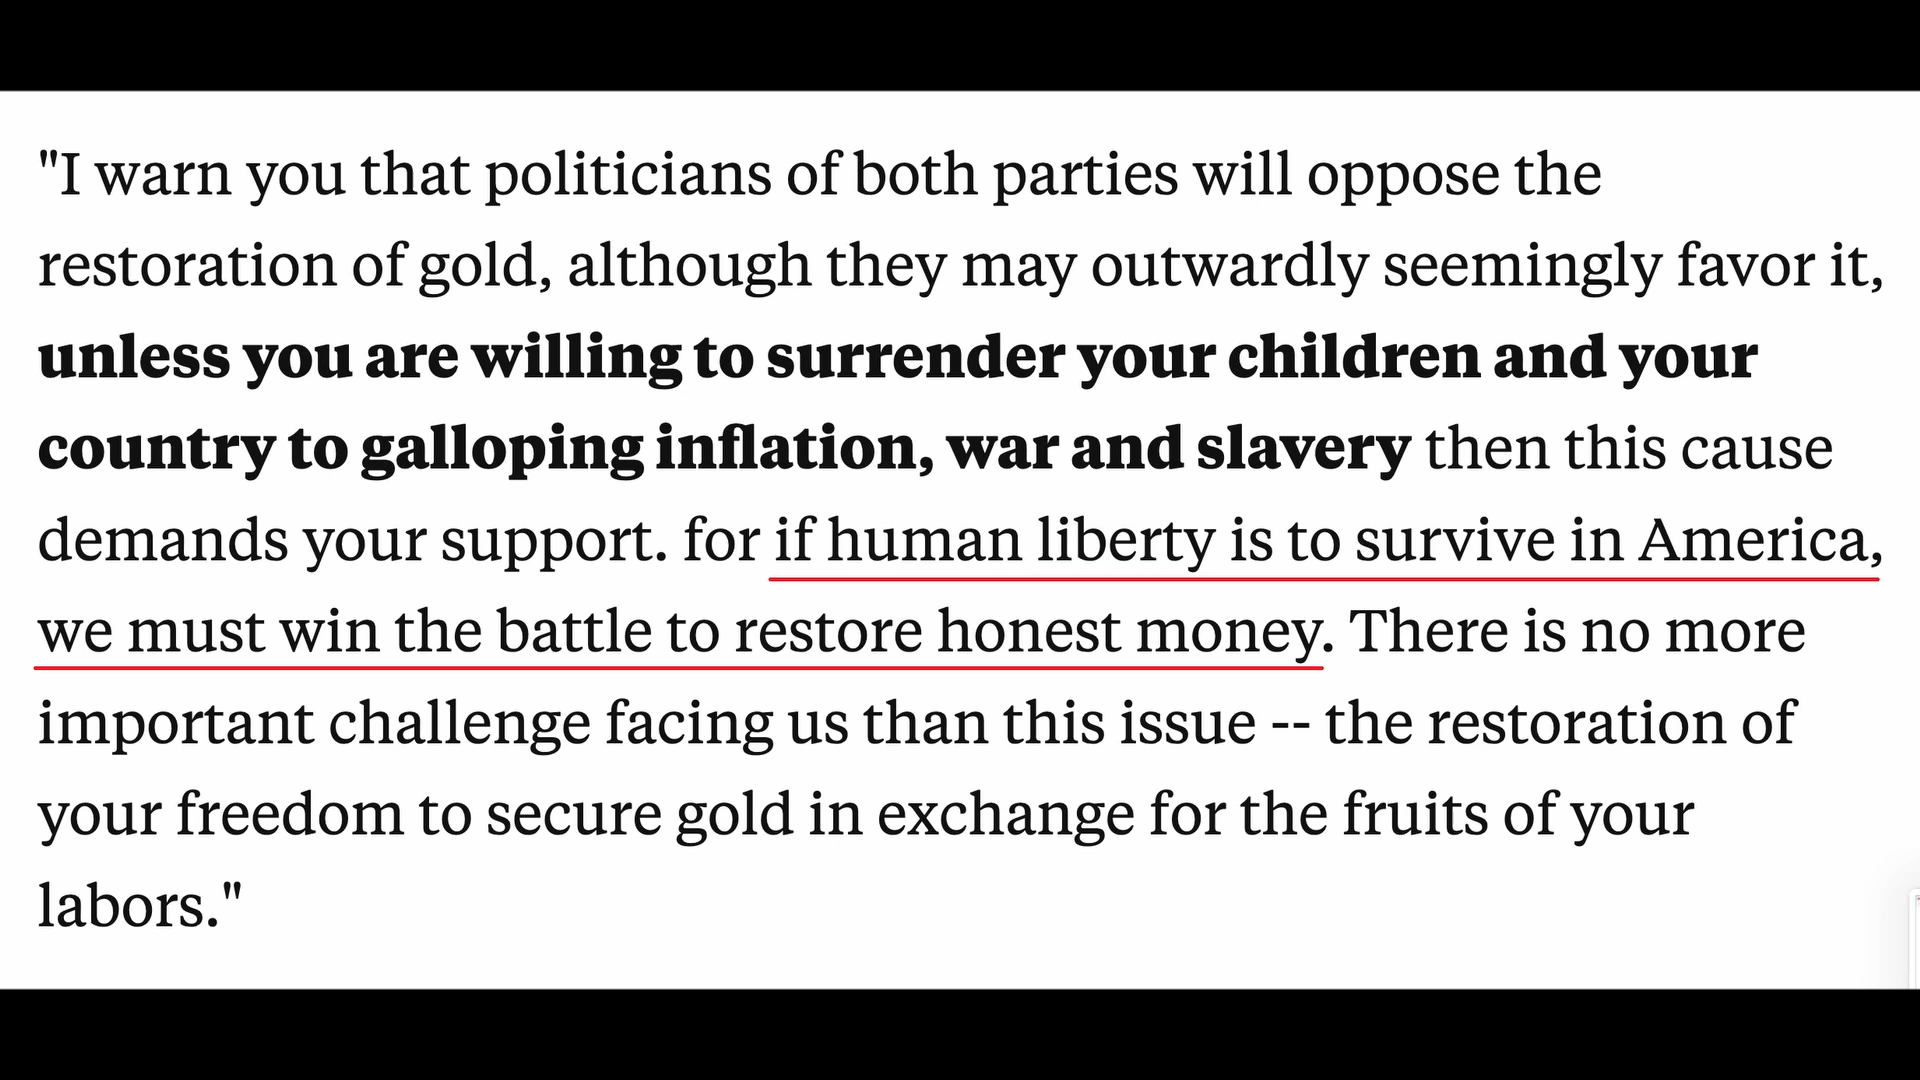 "I warn you that politicians of both parties will oppose the
restoration of gold, although they may outwardly seemingly favor it,
unless you are willing to surrender your children and your
country to galloping inflation, war and slavery then this cause
demands your support. for if human liberty is to survive in America,
we must win the battle to restore honest money. There is no more
important challenge facing us than this issue -- the restoration of
your freedom to secure gold in exchange for the fruits of your
labors."